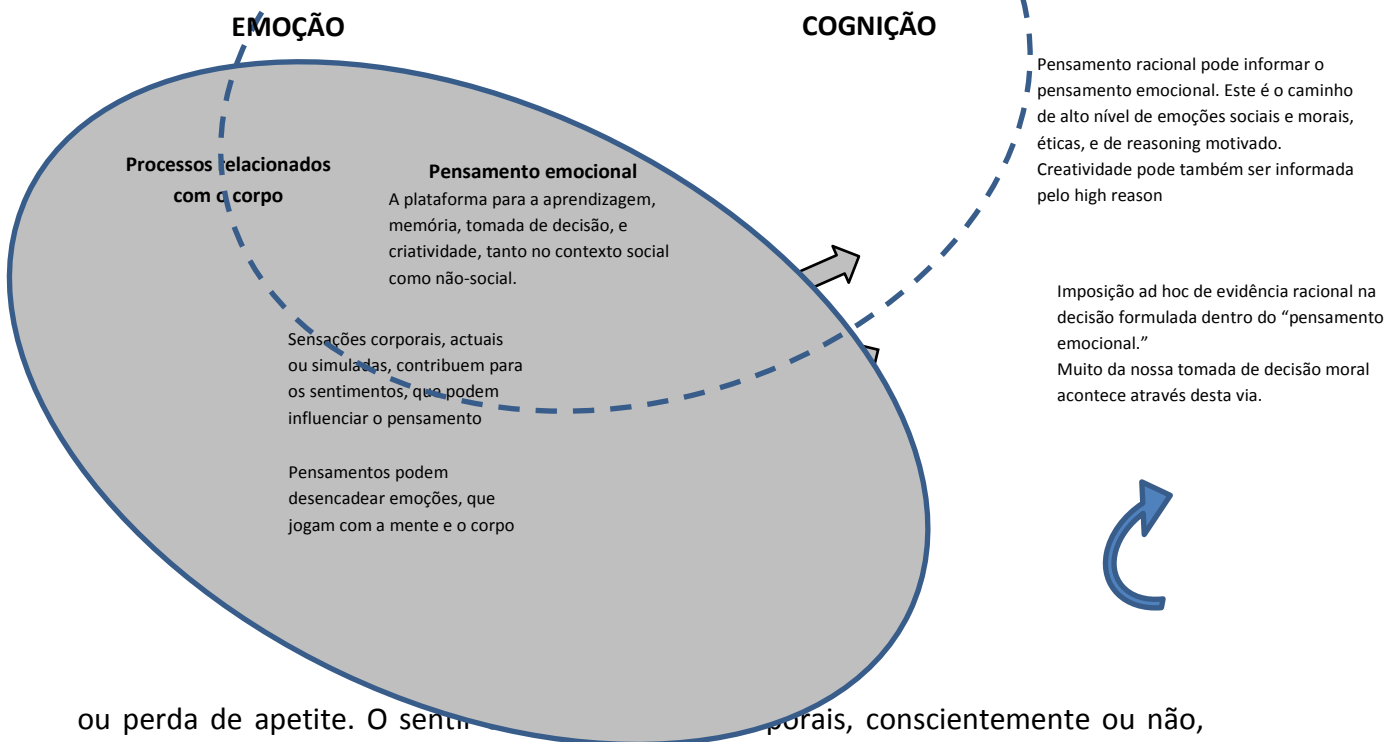 EMOÇÃO
COGNIÇÃO
Pensamento racional pode informar o
pensamento emocional. Este é o caminho
de alto nível de emoções sociais e morais,
éticas, e de reasoning motivado.
Creatividade pode também ser informada
pelo high reason
Processos relacionados
com o corpo
Pensamento emocional
A plataforma para a aprendizagem,
memória, tomada de decisão, e
criatividade, tanto no contexto social
como não-social.
Imposição ad hoc de evidência racional na
decisão formulada dentro do “pensamento
emocional.”
Muito da nossa tomada de decisão moral
acontece através desta via.
Sensações corporais, actuais
ou simuladas, contribuem para
os sentimentos, que podem
influenciar o pensamento
Pensamentos podem
desencadear emoções, que
jogam com a mente e o corpo
ou perda de apetite. O conscientemente ou não,